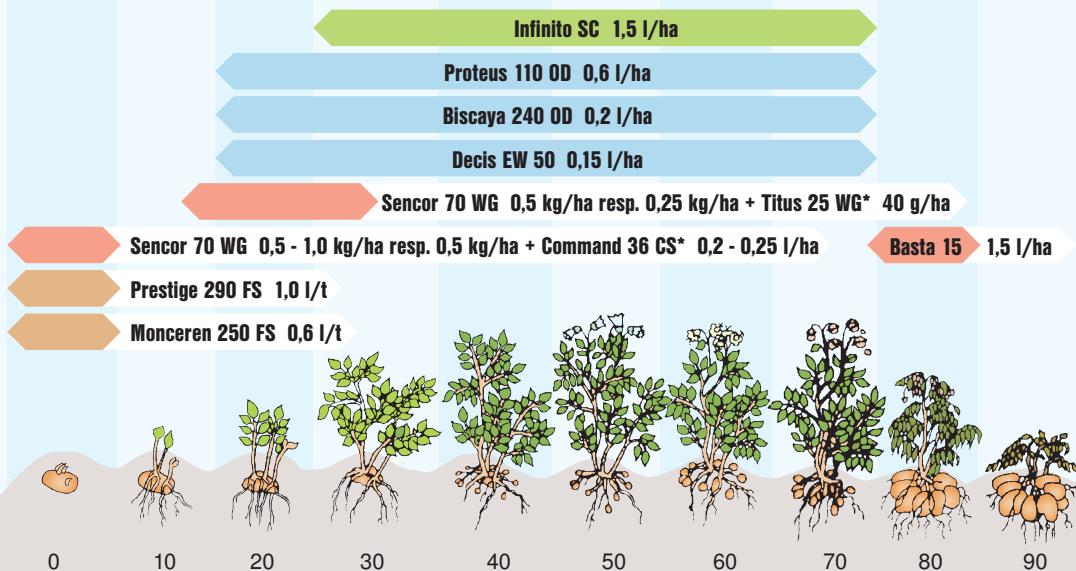 Infinito SC 1,5 l/ha
Proteus 110 OD 0,6 l/ha
Biscaya 240 OD 0,2 l/ha
Decis EW 50 0,15 l/ha
Sencor 70 WG 0,5 kg/ha resp. 0,25 kg/ha + Titus 25 WG* 40 g/ha
Sencor 70 WG 0,5 - 1,0 kg/ha resp. 0,5 kg/ha + Command 36 CS* 0,2 - 0,25 l/ha
Basta 15 1,5 l/ha
Prestige 290 FS 1,0 l/t
Monceren 250 FS 0,6 l/t
0 10 20 30 40 50 60 70 80 90